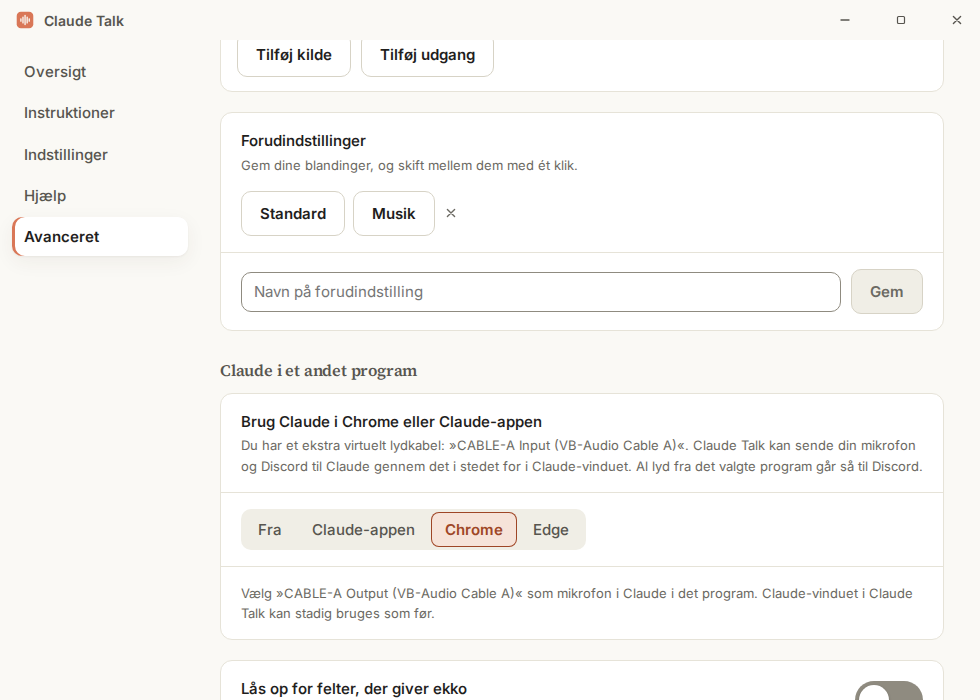 Claude Talk
Oversigt
Instruktioner
Indstillinger
Hjælp
Avanceret
Tilføj kilde
Tilføj udgang
Forudindstillinger
Gem dine blandinger, og skift mellem dem med ét klik.
Standard
Musik
Navn på forudindstilling
Gem
Claude i et andet program
Brug Claude i Chrome eller Claude-appen
Du har et ekstra virtuelt lydkabel: »CABLE-A Input (VB-Audio Cable A)«. Claude Talk kan sende din mikrofon
og Discord til Claude gennem det i stedet for i Claude-vinduet. Al lyd fra det valgte program går så til Discord.
Fra
Claude-appen
Chrome
Edge
Vælg »CABLE-A Output (VB-Audio Cable A)« som mikrofon i Claude i det program. Claude-vinduet i Claude
Talk kan stadig bruges som før.
Lås op for felter, der giver ekko